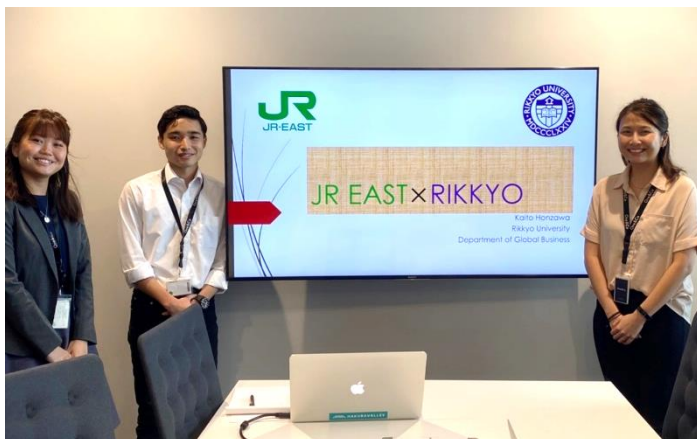 JR
JR-EAST
RIKKYO UNIVERSITY
MDCCCLXXIV
JR EAST×RIKKYO
Kaito Honzawa
Rikkyo University
Department of Global Business